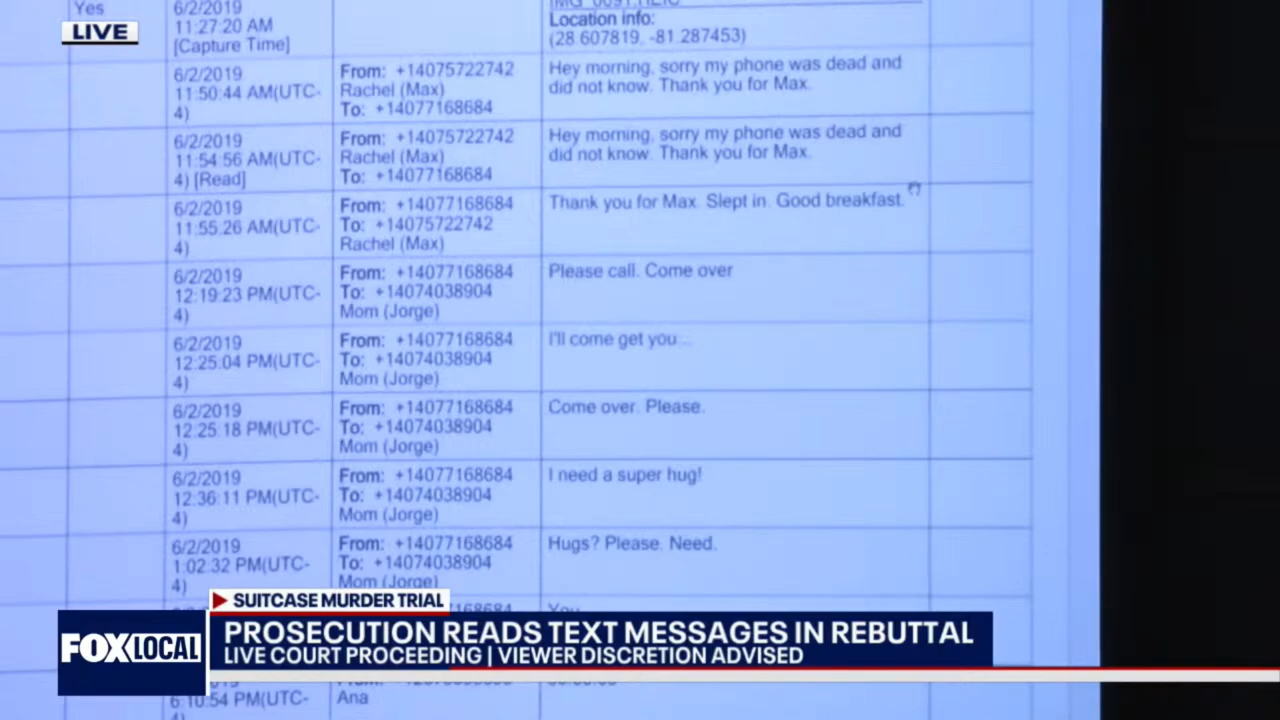 LIVE
Yes
6/2/2019
11:27:20 AM
[Capture Time]
Location info:
(28.607819, -81.287453)
6/2/2019
11:50:44 AM(UTC-
4)
From: +14075722742
Rachel (Max)
To: +14077168684
Hey morning, sorry my phone was dead and
did not know. Thank you for Max.
6/2/2019
11:54:56 AM(UTC-
4) [Read]
From: +14075722742
Rachel (Max)
To: +14077168684
Hey morning, sorry my phone was dead and
did not know. Thank you for Max.
6/2/2019
11:55:26 AM(UTC-
4)
From: +14077168684
To: +14075722742
Rachel (Max)
Thank you for Max. Slept in. Good breakfast.
6/2/2019
12:19:23 PM(UTC-
4)
From: +14077168684
To: +14074038904
Mom (Jorge)
Please call. Come over
6/2/2019
12:25:04 PM(UTC-
4)
From: +14077168684
To: +14074038904
Mom (Jorge)
I'll come get you...
6/2/2019
12:25:18 PM(UTC-
4)
From: +14077168684
To: +14074038904
Mom (Jorge)
Come over. Please.
6/2/2019
12:36:11 PM(UTC-
4)
From: +14077168684
To: +14074038904
Mom (Jorge)
I need a super hug!
6/2/2019
1:02:32 PM(UTC-
4)
From: +14077168684
To: +14074038904
Mom (Jorge)
Hugs? Please. Need.
SUITCASE MURDER TRIAL
FOX LOCAL
PROSECUTION READS TEXT MESSAGES IN REBUTTAL
LIVE COURT PROCEEDING | VIEWER DISCRETION ADVISED
6:10:54 PM(UTC-
4)
Ana